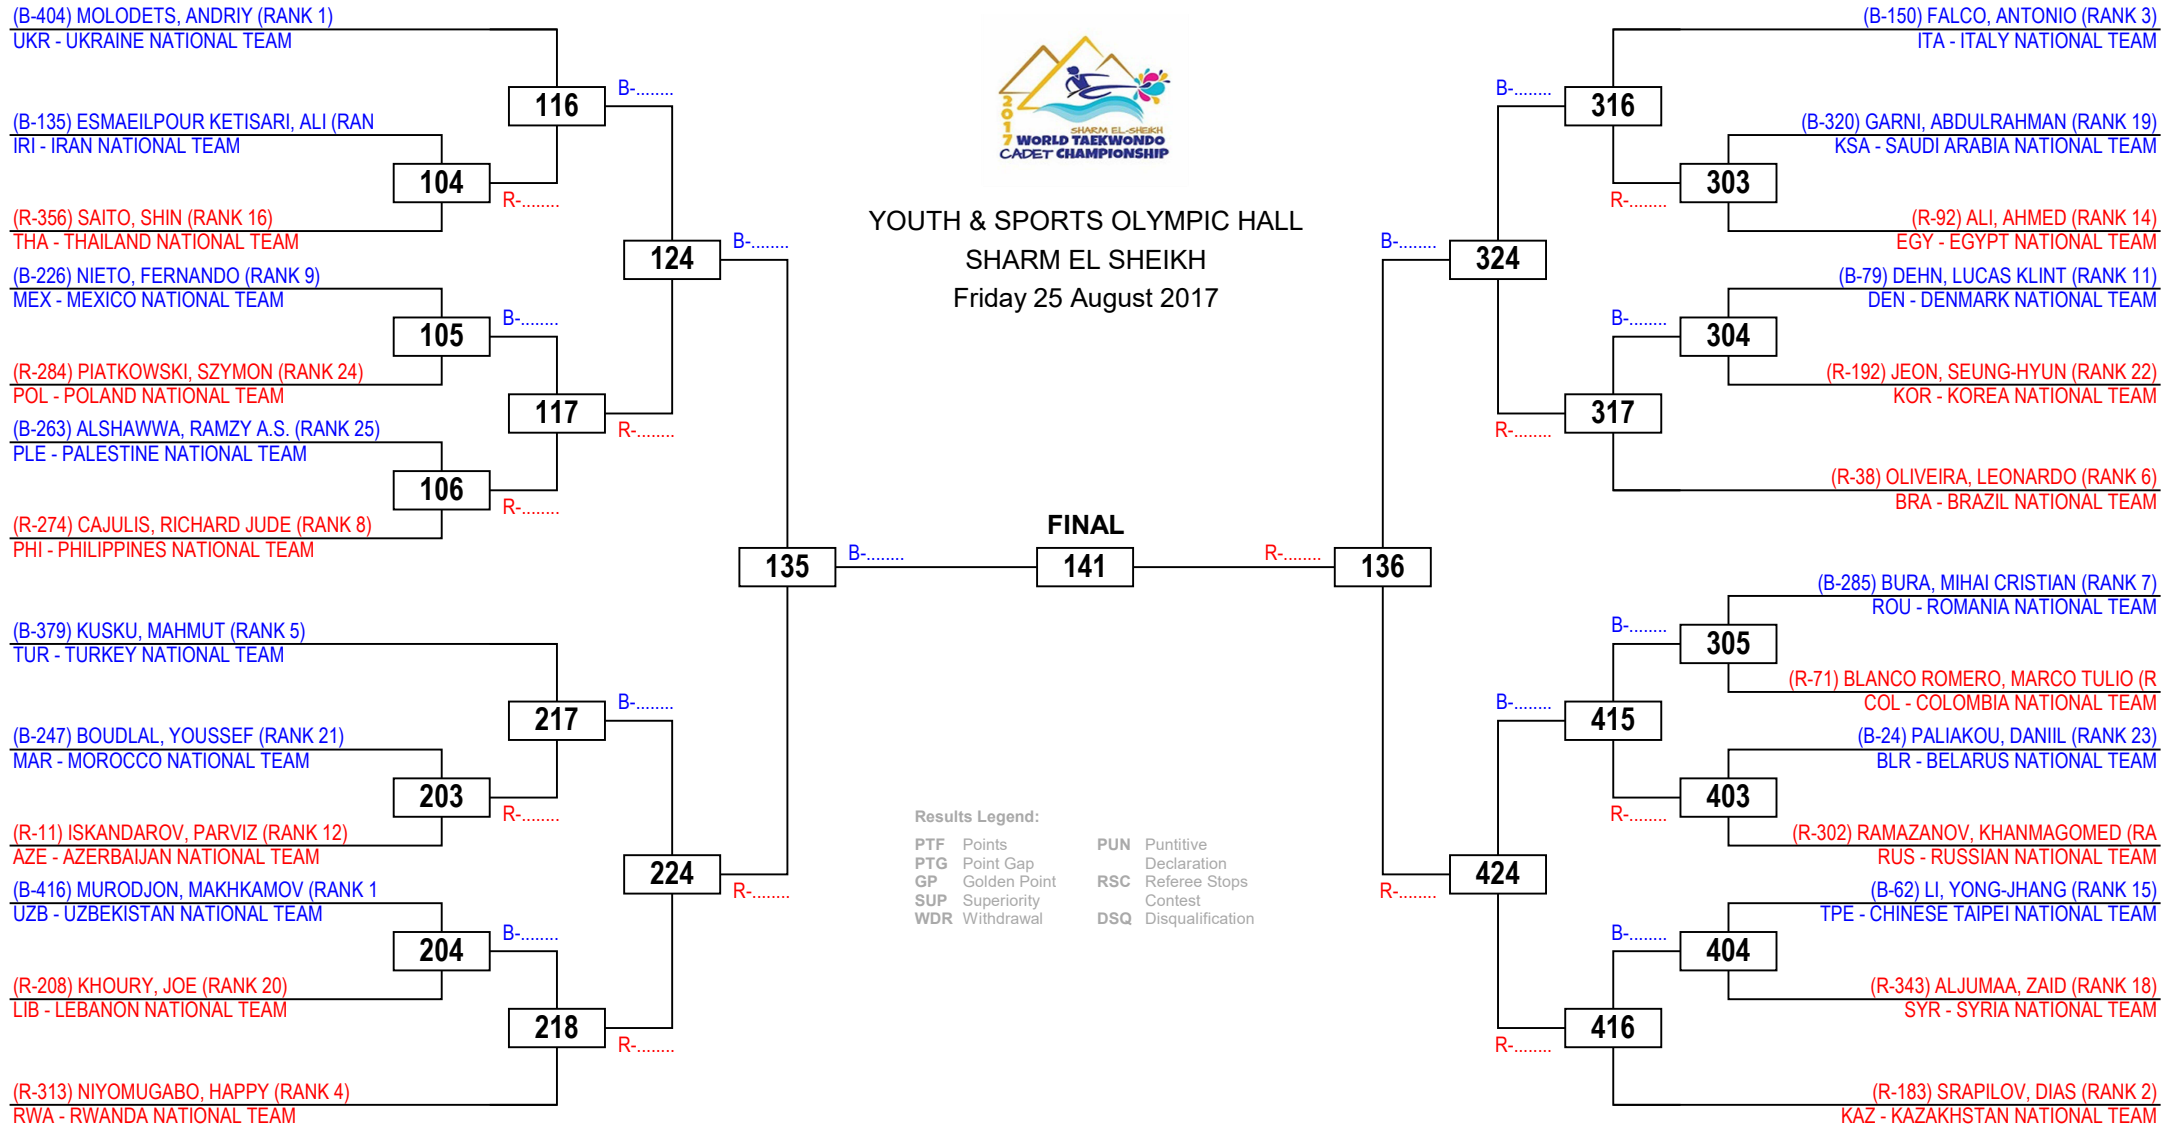 (B-404) MOLODETS, ANDRIY (RANK 1)
UKR - UKRAINE NATIONAL TEAM
116
B-........
(B-135) ESMAEILPOUR KETISARI, ALI (RAN
IRI - IRAN NATIONAL TEAM
104
R-........
(R-356) SAITO, SHIN (RANK 16)
THA - THAILAND NATIONAL TEAM
124
B-........
(B-226) NIETO, FERNANDO (RANK 9)
MEX - MEXICO NATIONAL TEAM
105
B-........
(R-284) PIATKOWSKI, SZYMON (RANK 24)
POL - POLAND NATIONAL TEAM
117
R-........
(B-263) ALSHAWWA, RAMZY A.S. (RANK 25)
PLE - PALESTINE NATIONAL TEAM
106
R-........
(R-274) CAJULIS, RICHARD JUDE (RANK 8)
PHI - PHILIPPINES NATIONAL TEAM
135
B-........
(B-379) KUSKU, MAHMUT (RANK 5)
TUR - TURKEY NATIONAL TEAM
217
B-........
(B-247) BOUDLAL, YOUSSEF (RANK 21)
MAR - MOROCCO NATIONAL TEAM
203
R-........
(R-11) ISKANDAROV, PARVIZ (RANK 12)
AZE - AZERBAIJAN NATIONAL TEAM
224
R-........
(B-416) MURODJON, MAKHKAMOV (RANK 1
UZB - UZBEKISTAN NATIONAL TEAM
204
B-........
(R-208) KHOURY, JOE (RANK 20)
LIB - LEBANON NATIONAL TEAM
218
R-........
(R-313) NIYOMUGABO, HAPPY (RANK 4)
RWA - RWANDA NATIONAL TEAM
2017
SHARM EL-SHEIKH
WORLD TAEKWONDO
CADET CHAMPIONSHIP
YOUTH & SPORTS OLYMPIC HALL
SHARM EL SHEIKH
Friday 25 August 2017
FINAL
141
Results Legend:
PTF Points
PTG Point Gap
GP Golden Point
SUP Superiority
WDR Withdrawal
PUN Puntitive
Declaration
RSC Referee Stops
Contest
DSQ Disqualification
(B-150) FALCO, ANTONIO (RANK 3)
ITA - ITALY NATIONAL TEAM
B-........
316
(B-320) GARNI, ABDULRAHMAN (RANK 19)
KSA - SAUDI ARABIA NATIONAL TEAM
R-........
303
(R-92) ALI, AHMED (RANK 14)
EGY - EGYPT NATIONAL TEAM
B-........
324
(B-79) DEHN, LUCAS KLINT (RANK 11)
DEN - DENMARK NATIONAL TEAM
B-........
304
(R-192) JEON, SEUNG-HYUN (RANK 22)
KOR - KOREA NATIONAL TEAM
R-........
317
(R-38) OLIVEIRA, LEONARDO (RANK 6)
BRA - BRAZIL NATIONAL TEAM
R-........
136
(B-285) BURA, MIHAI CRISTIAN (RANK 7)
ROU - ROMANIA NATIONAL TEAM
B-........
305
(R-71) BLANCO ROMERO, MARCO TULIO (R
COL - COLOMBIA NATIONAL TEAM
B-........
415
(B-24) PALIAKOU, DANIIL (RANK 23)
BLR - BELARUS NATIONAL TEAM
R-........
403
(R-302) RAMAZANOV, KHANMAGOMED (RA
RUS - RUSSIAN NATIONAL TEAM
R-........
424
(B-62) LI, YONG-JHANG (RANK 15)
TPE - CHINESE TAIPEI NATIONAL TEAM
B-........
404
(R-343) ALJUMAA, ZAID (RANK 18)
SYR - SYRIA NATIONAL TEAM
R-........
416
(R-183) SRAPILOV, DIAS (RANK 2)
KAZ - KAZAKHSTAN NATIONAL TEAM